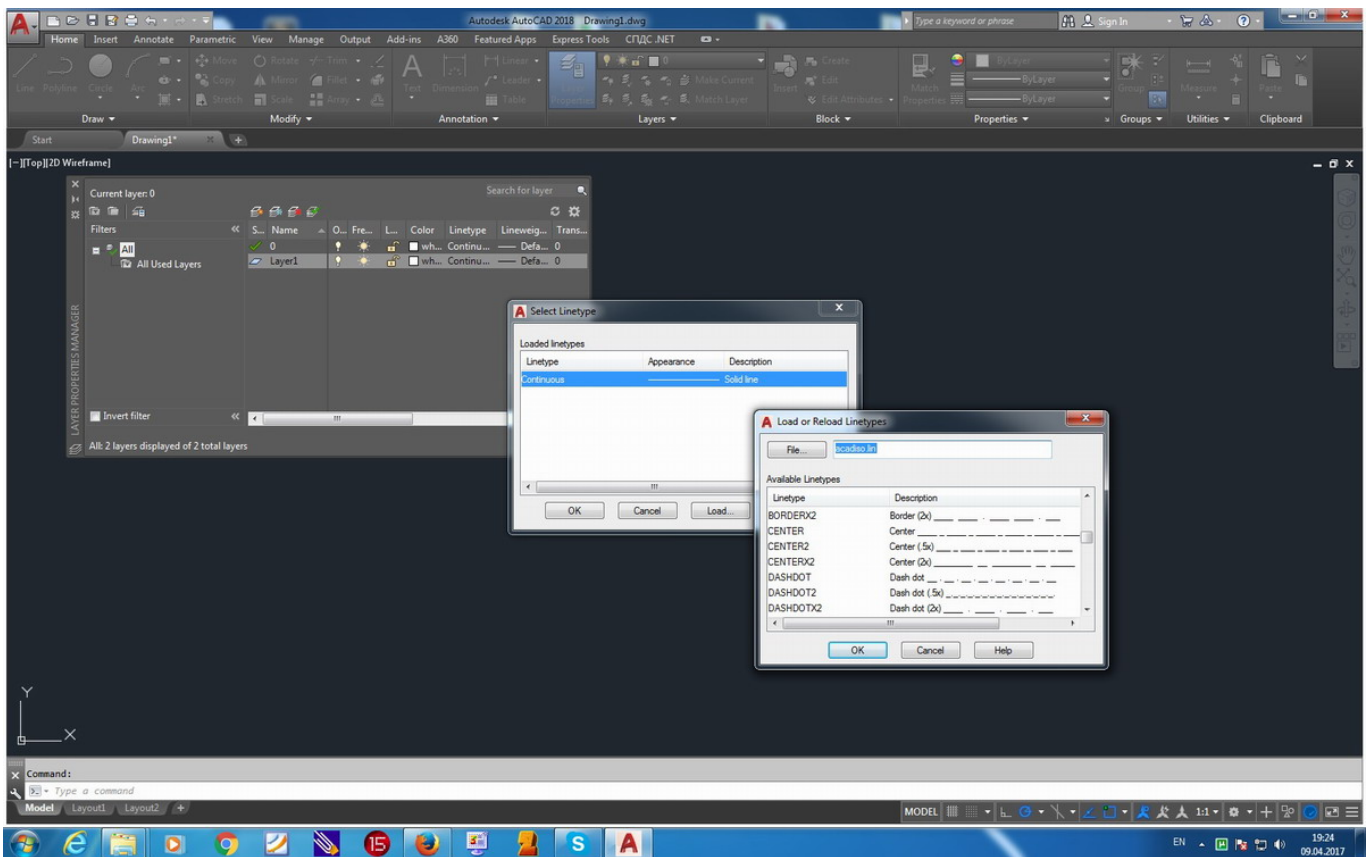 Autodesk AutoCAD 2018 Drawing1.dwg
Type a keyword or phrase
Sign In
Home Insert Annotate Parametric View Manage Output Add-ins A360 Featured Apps Express Tools СПДС .NET
Line Polyline Circle Arc
Move Rotate Trim
Copy Mirror Fillet
Stretch Scale Array
Text Dimension
Linear
Leader
Table
Layer Properties
0
Make Current
Match Layer
Insert
Create
Edit
Edit Attributes
Match Properties
ByLayer
ByLayer
ByLayer
Group
Measure
Paste
Draw Modify Annotation Layers Block Properties Groups Utilities Clipboard
Start Drawing1*
[−][Top][2D Wireframe]
Current layer: 0
Search for layer
Filters
S... Name O... Fre... L... Color Linetype Lineweig... Trans...
All
All Used Layers
0 wh... Continu... Defa... 0
Layer1 wh... Continu... Defa... 0
LAYER PROPERTIES MANAGER
Invert filter
All: 2 layers displayed of 2 total layers
Select Linetype
Loaded linetypes
Linetype Appearance Description
Continuous Solid line
OK Cancel Load...
Load or Reload Linetypes
File... acadiso.lin
Available Linetypes
Linetype Description
BORDERX2 Border (2x)
CENTER Center
CENTER2 Center (.5x)
CENTERX2 Center (2x)
DASHDOT Dash dot
DASHDOT2 Dash dot (.5x)
DASHDOTX2 Dash dot (2x)
OK Cancel Help
Y
X
Command:
Type a command
Model Layout1 Layout2
MODEL 1:1
15
EN
19:24
09.04.2017